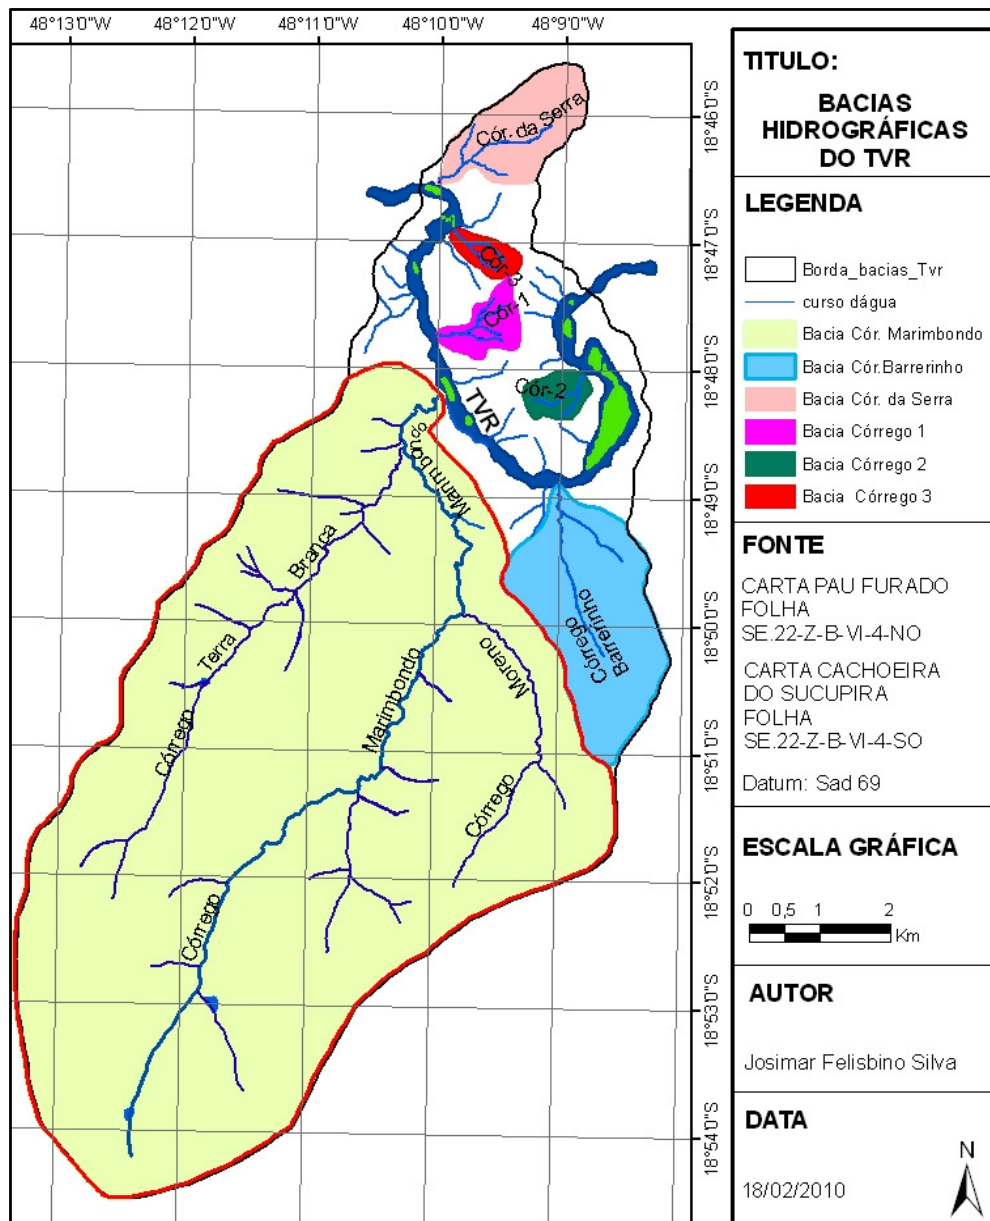 48°13'0"W 48°12'0"W 48°11'0"W 48°10'0"W 48°9'0"W
18°46'0"S
18°47'0"S
18°48'0"S
18°49'0"S
18°50'0"S
18°51'0"S
18°52'0"S
18°53'0"S
18°54'0"S
Cór. da Serra
Cór-3
Cór-1
Cór-2
TVR
Marimbondo
Branca
Terra
Córrego
Marimbondo
Córrego
Moreno
Córrego
Córrego
Barrerinho
TITULO:
BACIAS
HIDROGRÁFICAS
DO TVR
LEGENDA
Borda_bacias_Tvr
curso dágua
Bacia Cór. Marimbondo
Bacia Cór.Barrerinho
Bacia Cór. da Serra
Bacia Córrego 1
Bacia Córrego 2
Bacia Córrego 3
FONTE
CARTA PAU FURADO
FOLHA
SE.22-Z-B-VI-4-NO
CARTA CACHOEIRA
DO SUCUPIRA
FOLHA
SE.22-Z-B-VI-4-SO
Datum: Sad 69
ESCALA GRÁFICA
0 0,5 1 2
Km
AUTOR
Josimar Felisbino Silva
DATA
18/02/2010
N